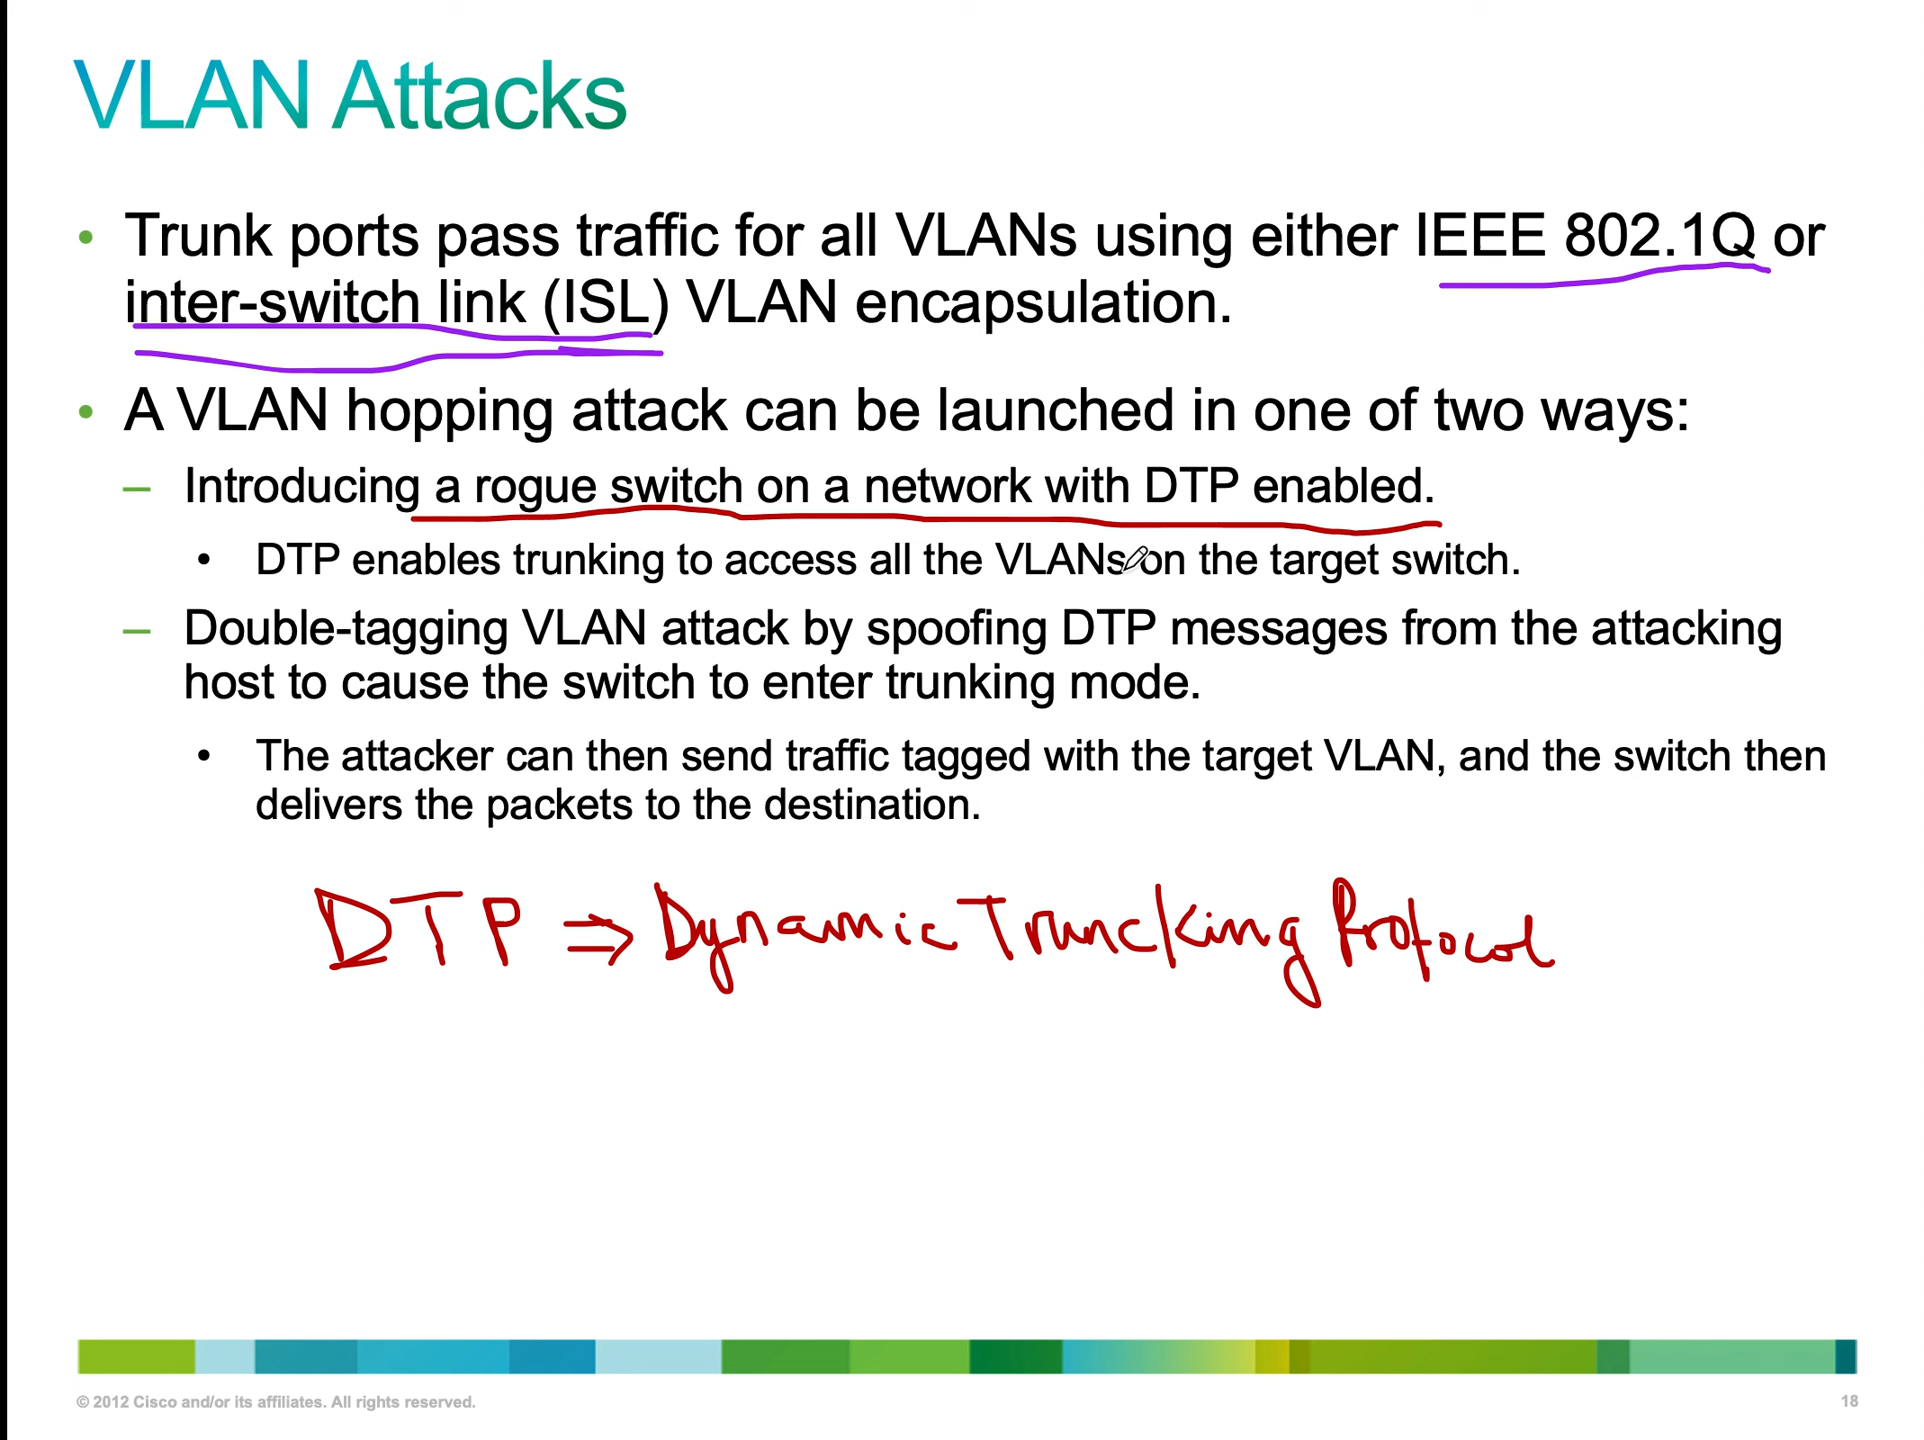 VLAN Attacks
• Trunk ports pass traffic for all VLANs using either IEEE 802.1Q or
inter-switch link (ISL) VLAN encapsulation.
• A VLAN hopping attack can be launched in one of two ways:
– Introducing a rogue switch on a network with DTP enabled.
• DTP enables trunking to access all the VLANs on the target switch.
– Double-tagging VLAN attack by spoofing DTP messages from the attacking
host to cause the switch to enter trunking mode.
• The attacker can then send traffic tagged with the target VLAN, and the switch then
delivers the packets to the destination.
DTP ⇒ Dynamic Truncking Protocol
© 2012 Cisco and/or its affiliates. All rights reserved.
18